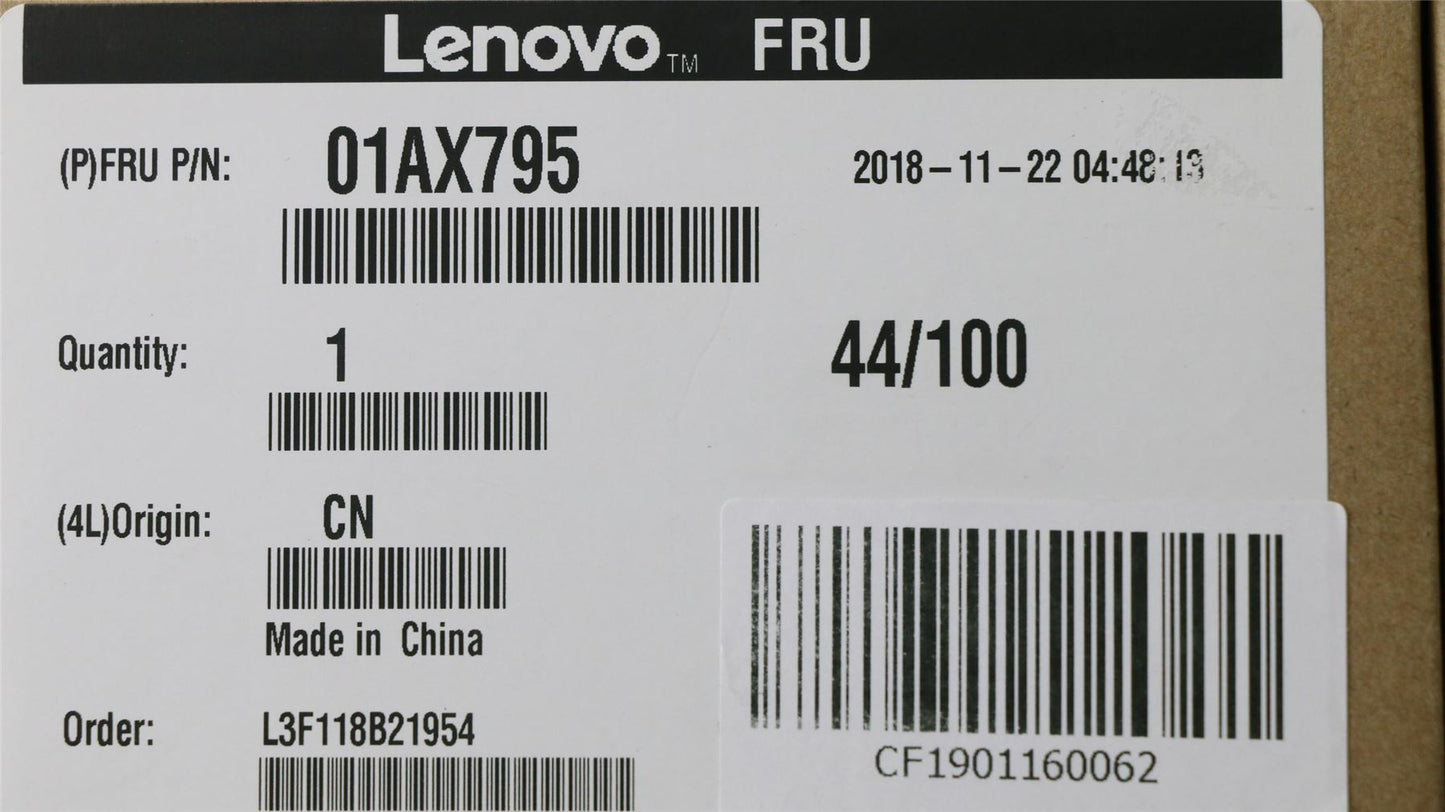 Lenovo™ FRU
(P)FRU P/N: 01AX795 2018-11-22 04:48:13
Quantity: 1 44/100
(4L)Origin: CN
Made in China
Order: L3F118B21954
CF1901160062